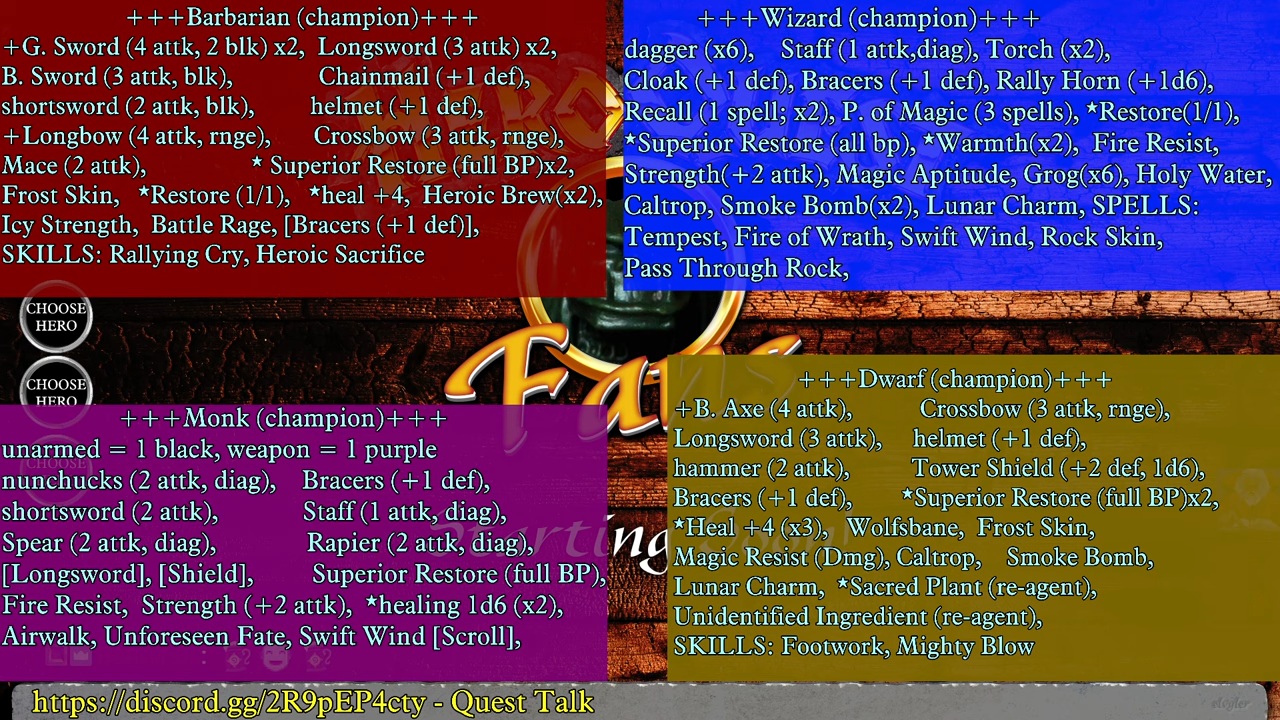 +++Barbarian (champion)+++
+G. Sword (4 attk, 2 blk) x2, Longsword (3 attk) x2,
B. Sword (3 attk, blk), Chainmail (+1 def),
shortsword (2 attk, blk), helmet (+1 def),
+Longbow (4 attk, rnge), Crossbow (3 attk, rnge),
Mace (2 attk), * Superior Restore (full BP)x2,
Frost Skin, *Restore (1/1), *heal +4, Heroic Brew(x2),
Icy Strength, Battle Rage, [Bracers (+1 def)],
SKILLS: Rallying Cry, Heroic Sacrifice
+++Wizard (champion)+++
dagger (x6), Staff (1 attk,diag), Torch (x2),
Cloak (+1 def), Bracers (+1 def), Rally Horn (+1d6),
Recall (1 spell; x2), P. of Magic (3 spells), *Restore(1/1),
*Superior Restore (all bp), *Warmth(x2), Fire Resist,
Strength(+2 attk), Magic Aptitude, Grog(x6), Holy Water,
Caltrop, Smoke Bomb(x2), Lunar Charm, SPELLS:
Tempest, Fire of Wrath, Swift Wind, Rock Skin,
Pass Through Rock,
CHOOSE
HERO
CHOOSE
HERO
CHOOSE
Fans
+++Monk (champion)+++
unarmed = 1 black, weapon = 1 purple
nunchucks (2 attk, diag), Bracers (+1 def),
shortsword (2 attk), Staff (1 attk, diag),
Spear (2 attk, diag), Rapier (2 attk, diag),
[Longsword], [Shield], Superior Restore (full BP),
Fire Resist, Strength (+2 attk), *healing 1d6 (x2),
Airwalk, Unforeseen Fate, Swift Wind [Scroll],
+++Dwarf (champion)+++
+B. Axe (4 attk), Crossbow (3 attk, rnge),
Longsword (3 attk), helmet (+1 def),
hammer (2 attk), Tower Shield (+2 def, 1d6),
Bracers (+1 def), *Superior Restore (full BP)x2,
*Heal +4 (x3), Wolfsbane, Frost Skin,
Magic Resist (Dmg), Caltrop, Smoke Bomb,
Lunar Charm, *Sacred Plant (re-agent),
Unidentified Ingredient (re-agent),
SKILLS: Footwork, Mighty Blow
Starting
https://discord.gg/2R9pEP4cty - Quest Talk